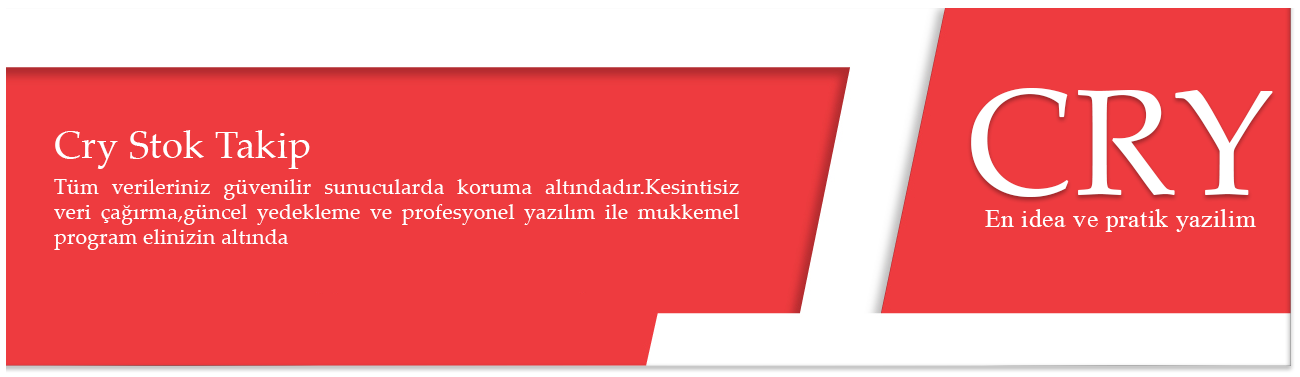 Cry Stok Takip
Tüm verileriniz güvenilir sunucularda koruma altındadır.Kesintisiz
veri çağırma,güncel yedekleme ve profesyonel yazılım ile mukkemel
program elinizin altında
CRY
En idea ve pratik yazilim